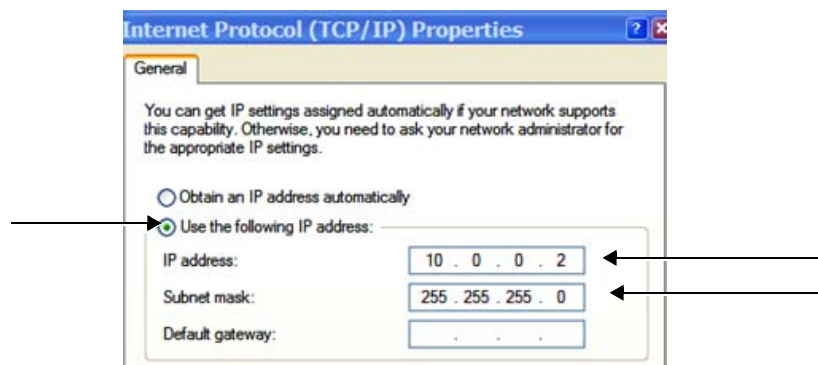 Internet Protocol (TCP/IP) Properties
General
You can get IP settings assigned automatically if your network supports
this capability. Otherwise, you need to ask your network administrator for
the appropriate IP settings.
Obtain an IP address automatically
Use the following IP address:
IP address: 10 . 0 . 0 . 2
Subnet mask: 255 . 255 . 255 . 0
Default gateway: . . .